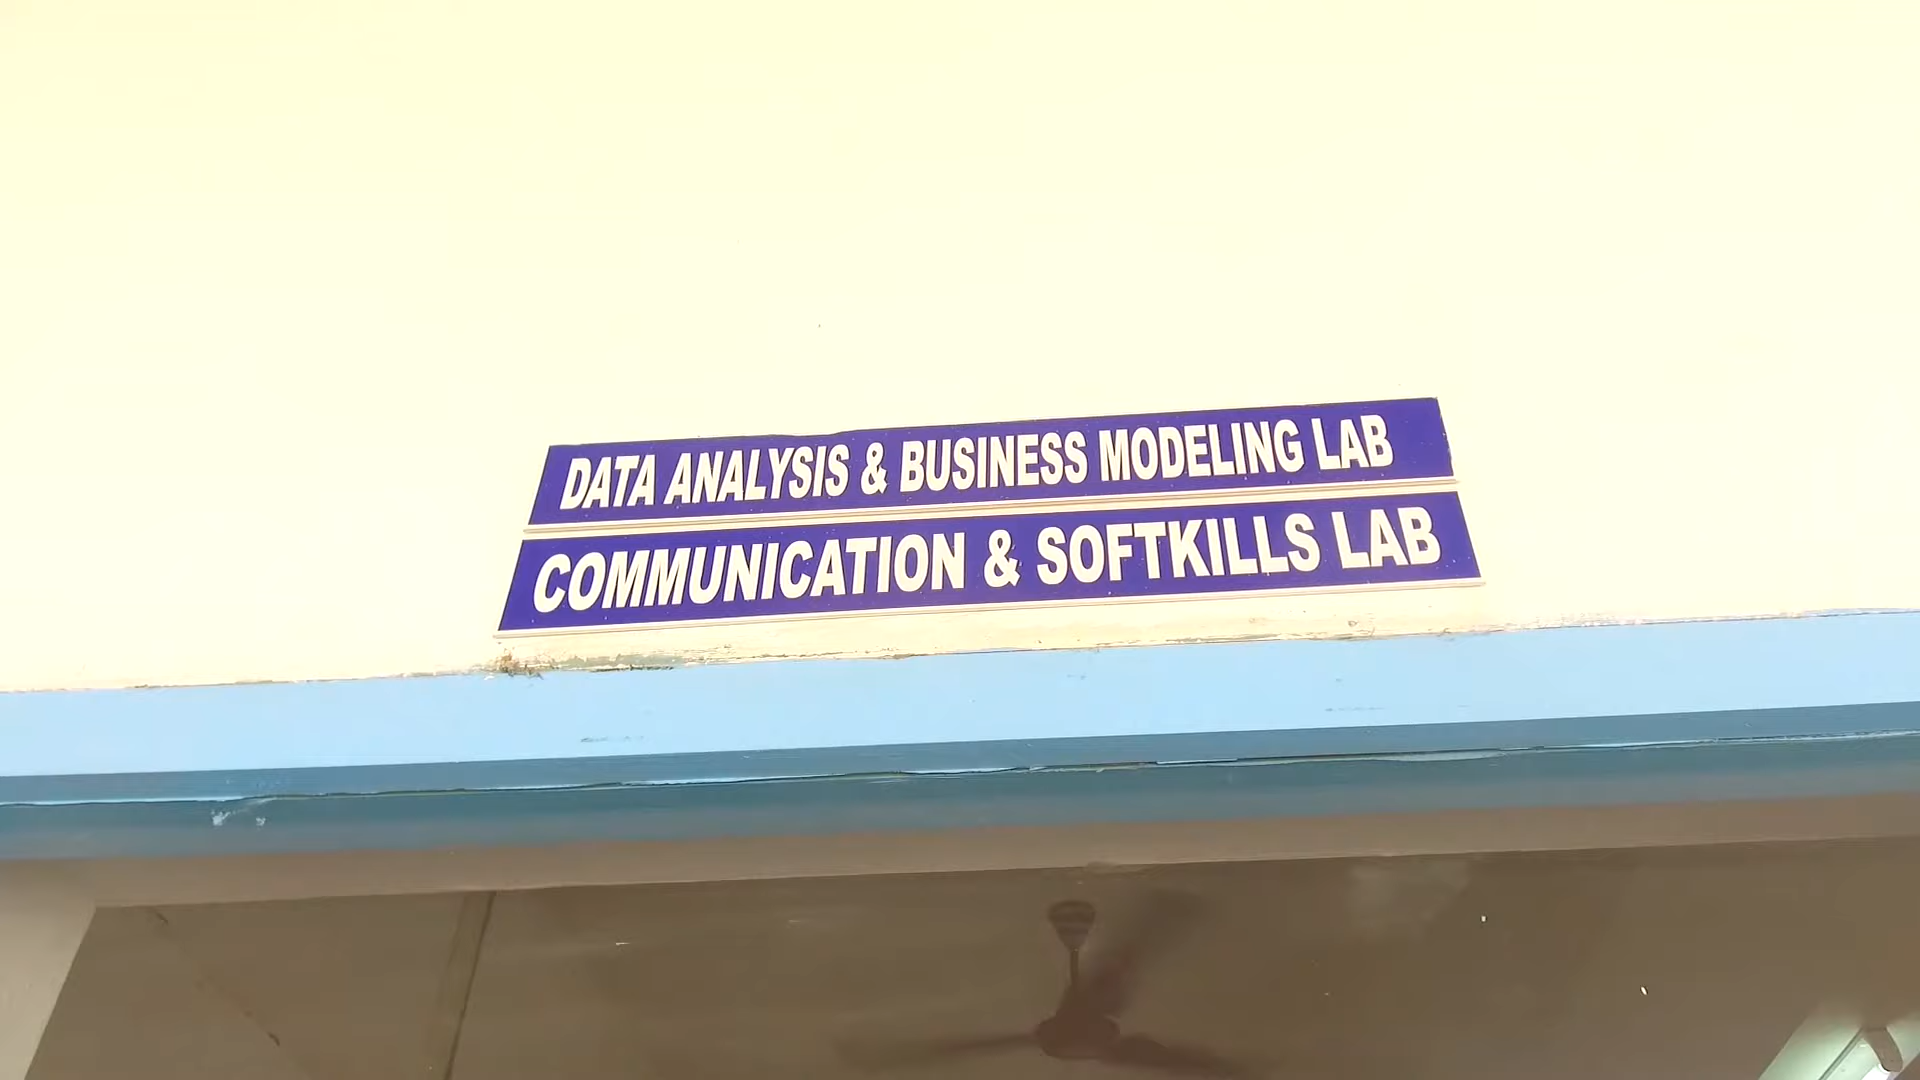 DATA ANALYSIS & BUSINESS MODELING LAB
COMMUNICATION & SOFTKILLS LAB